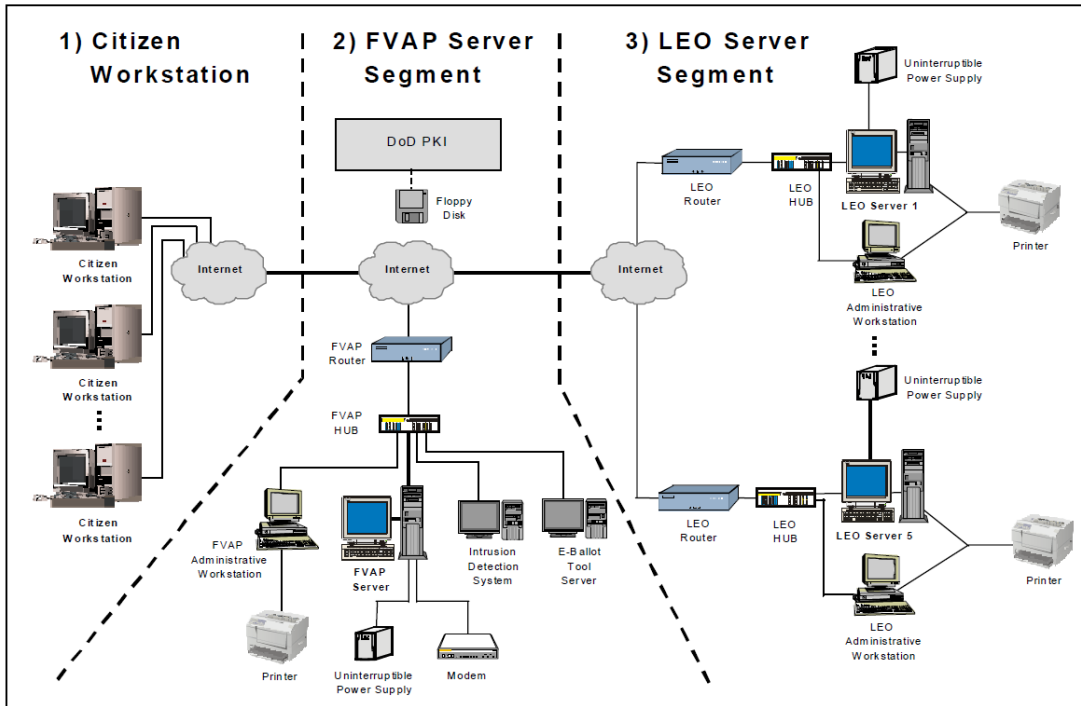 1) Citizen
Workstation
2) FVAP Server
Segment
3) LEO Server
Segment
DoD PKI
Floppy
Disk
Internet
Internet
Internet
Citizen
Workstation
Citizen
Workstation
Citizen
Workstation
FVAP
Router
FVAP
HUB
FVAP
Administrative
Workstation
FVAP
Server
Intrusion
Detection
System
E-Ballot
Tool
Server
Printer
Uninterruptible
Power Supply
Modem
Uninterruptible
Power Supply
LEO
Router
LEO
HUB
LEO Server 1
Printer
LEO
Administrative
Workstation
Uninterruptible
Power Supply
LEO
Router
LEO
HUB
LEO Server 5
Printer
LEO
Administrative
Workstation